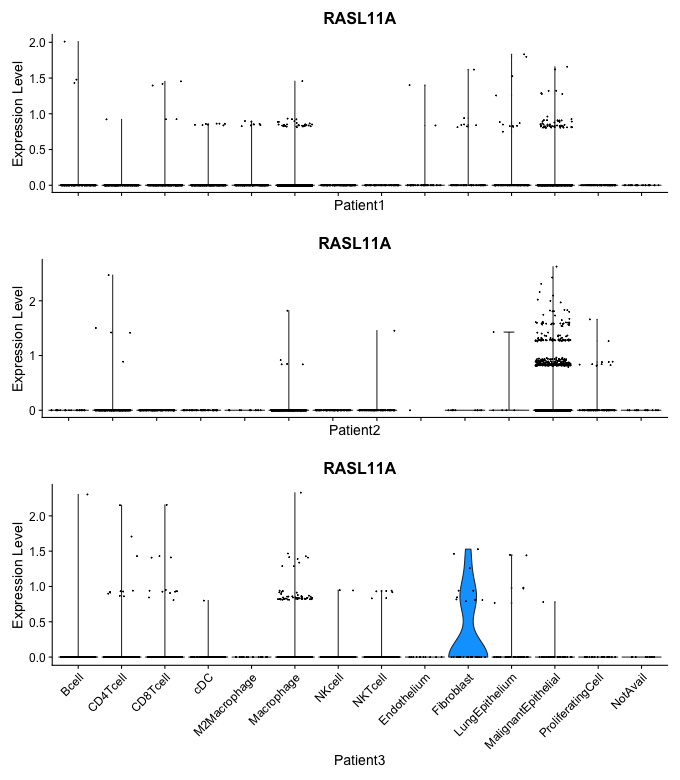 RASL11A
Expression Level
2.0
1.5
1.0
0.5
0.0
Patient1
RASL11A
Expression Level
2
1
0
Patient2
RASL11A
Expression Level
2.0
1.5
1.0
0.5
0.0
Bcell
CD4Tcell
CD8Tcell
cDC
M2Macrophage
Macrophage
NKcell
NKTcell
Endothelium
Fibroblast
LungEpithelium
MalignantEpithelial
ProliferatingCell
NotAvail
Patient3